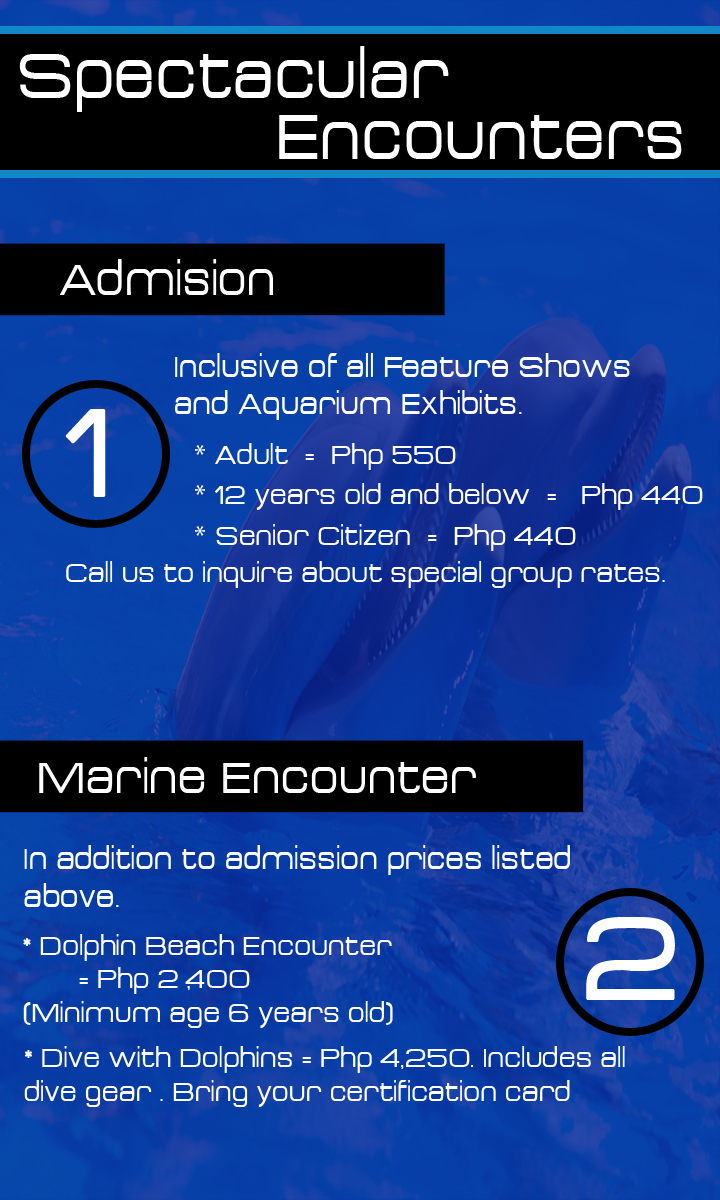 Spectacular
Encounters
Admision
1
Inclusive of all Feature Shows
and Aquarium Exhibits.
* Adult = Php 550
* 12 years old and below = Php 440
* Senior Citizen = Php 440
Call us to inquire about special group rates.
Marine Encounter
In addition to admission prices listed
above.
2
* Dolphin Beach Encounter
= Php 2,400
(Minimum age 6 years old)
* Dive with Dolphins = Php 4,250. Includes all
dive gear . Bring your certification card